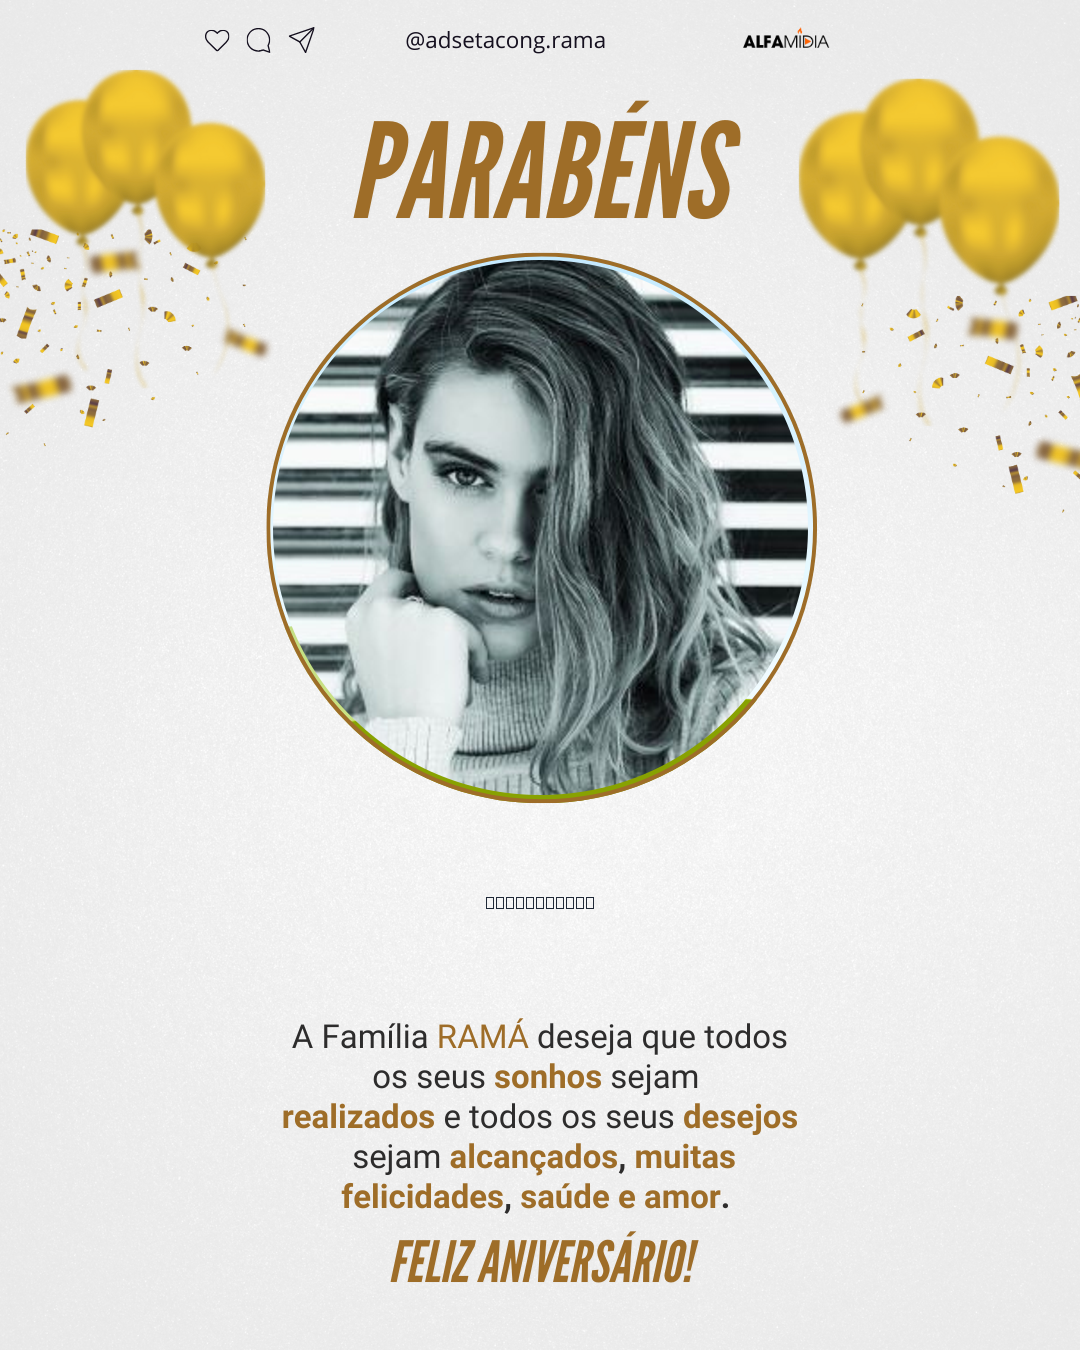 @adsetacong.rama
ALFAMÍDIA
PARABÉNS
A Família RAMÁ deseja que todos
os seus sonhos sejam
realizados e todos os seus desejos
sejam alcançados, muitas
felicidades, saúde e amor.
FELIZ ANIVERSÁRIO!